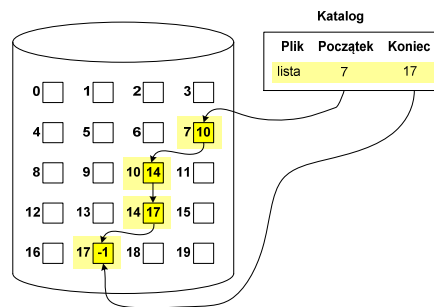 Katalog
Plik Początek Koniec
lista 7 17
0 1 2 3
4 5 6 7 10
8 9 10 14 11
12 13 14 17 15
16 17 -1 18 19